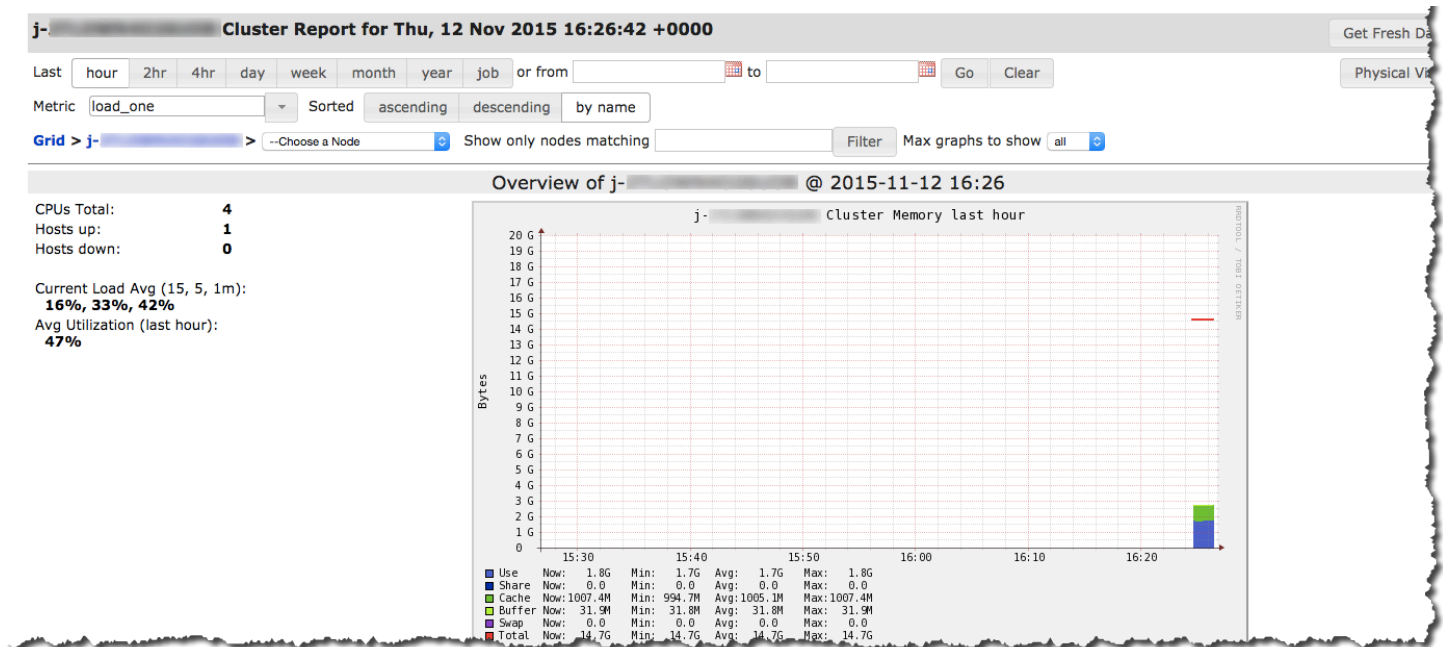 j- Cluster Report for Thu, 12 Nov 2015 16:26:42 +0000
Get Fresh Da
Last hour 2hr 4hr day week month year job or from to Go Clear
Physical Vi
Metric load_one Sorted ascending descending by name
Grid > j- > --Choose a Node Show only nodes matching Filter Max graphs to show all
Overview of j- @ 2015-11-12 16:26
CPUs Total: 4
Hosts up: 1
Hosts down: 0
Current Load Avg (15, 5, 1m):
16%, 33%, 42%
Avg Utilization (last hour):
47%
j- Cluster Memory last hour
RRDTOOL / TOBI OETIKER
Bytes
20 G
19 G
18 G
17 G
16 G
15 G
14 G
13 G
12 G
11 G
10 G
9 G
8 G
7 G
6 G
5 G
4 G
3 G
2 G
1 G
0
15:30 15:40 15:50 16:00 16:10 16:20
Use Now: 1.8G Min: 1.7G Avg: 1.7G Max: 1.8G
Share Now: 0.0 Min: 0.0 Avg: 0.0 Max: 0.0
Cache Now:1007.4M Min: 994.7M Avg:1005.1M Max:1007.4M
Buffer Now: 31.9M Min: 31.8M Avg: 31.8M Max: 31.9M
Swap Now: 0.0 Min: 0.0 Avg: 0.0 Max: 0.0
Total Now: 14.7G Min: 14.7G Avg: 14.7G Max: 14.7G